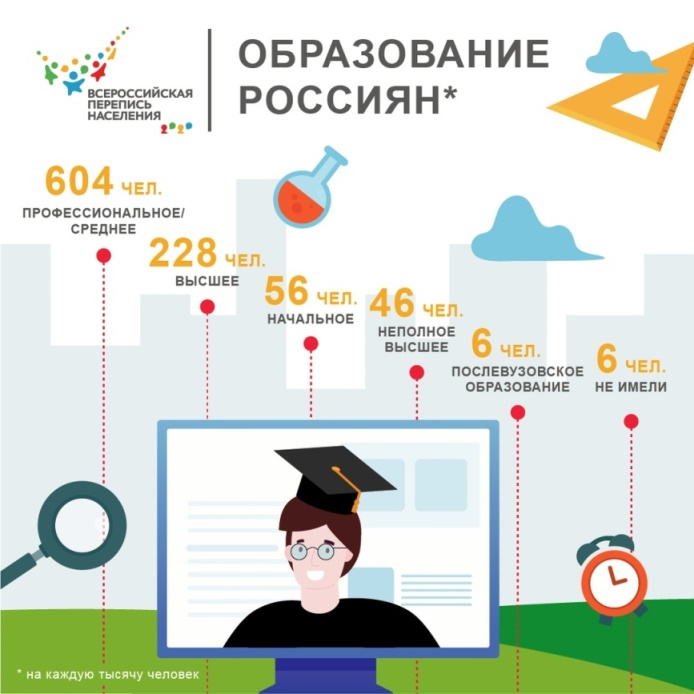 ВСЕРОССИЙСКАЯ
ПЕРЕПИСЬ
НАСЕЛЕНИЯ
2020
ОБРАЗОВАНИЕ
РОССИЯН*
604 ЧЕЛ.
ПРОФЕССИОНАЛЬНОЕ/
СРЕДНЕЕ
228 ЧЕЛ.
ВЫСШЕЕ
56 ЧЕЛ.
НАЧАЛЬНОЕ
46 ЧЕЛ.
НЕПОЛНОЕ
ВЫСШЕЕ
6 ЧЕЛ.
ПОСЛЕВУЗОВСКОЕ
ОБРАЗОВАНИЕ
6 ЧЕЛ.
НЕ ИМЕЛИ
* на каждую тысячу человек